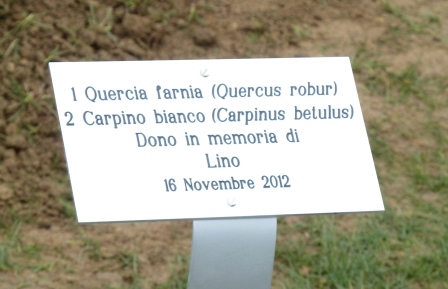 1 Quercia farnia (Quercus robur)
2 Carpino bianco (Carpinus betulus)
Dono in memoria di
Lino
16 Novembre 2012